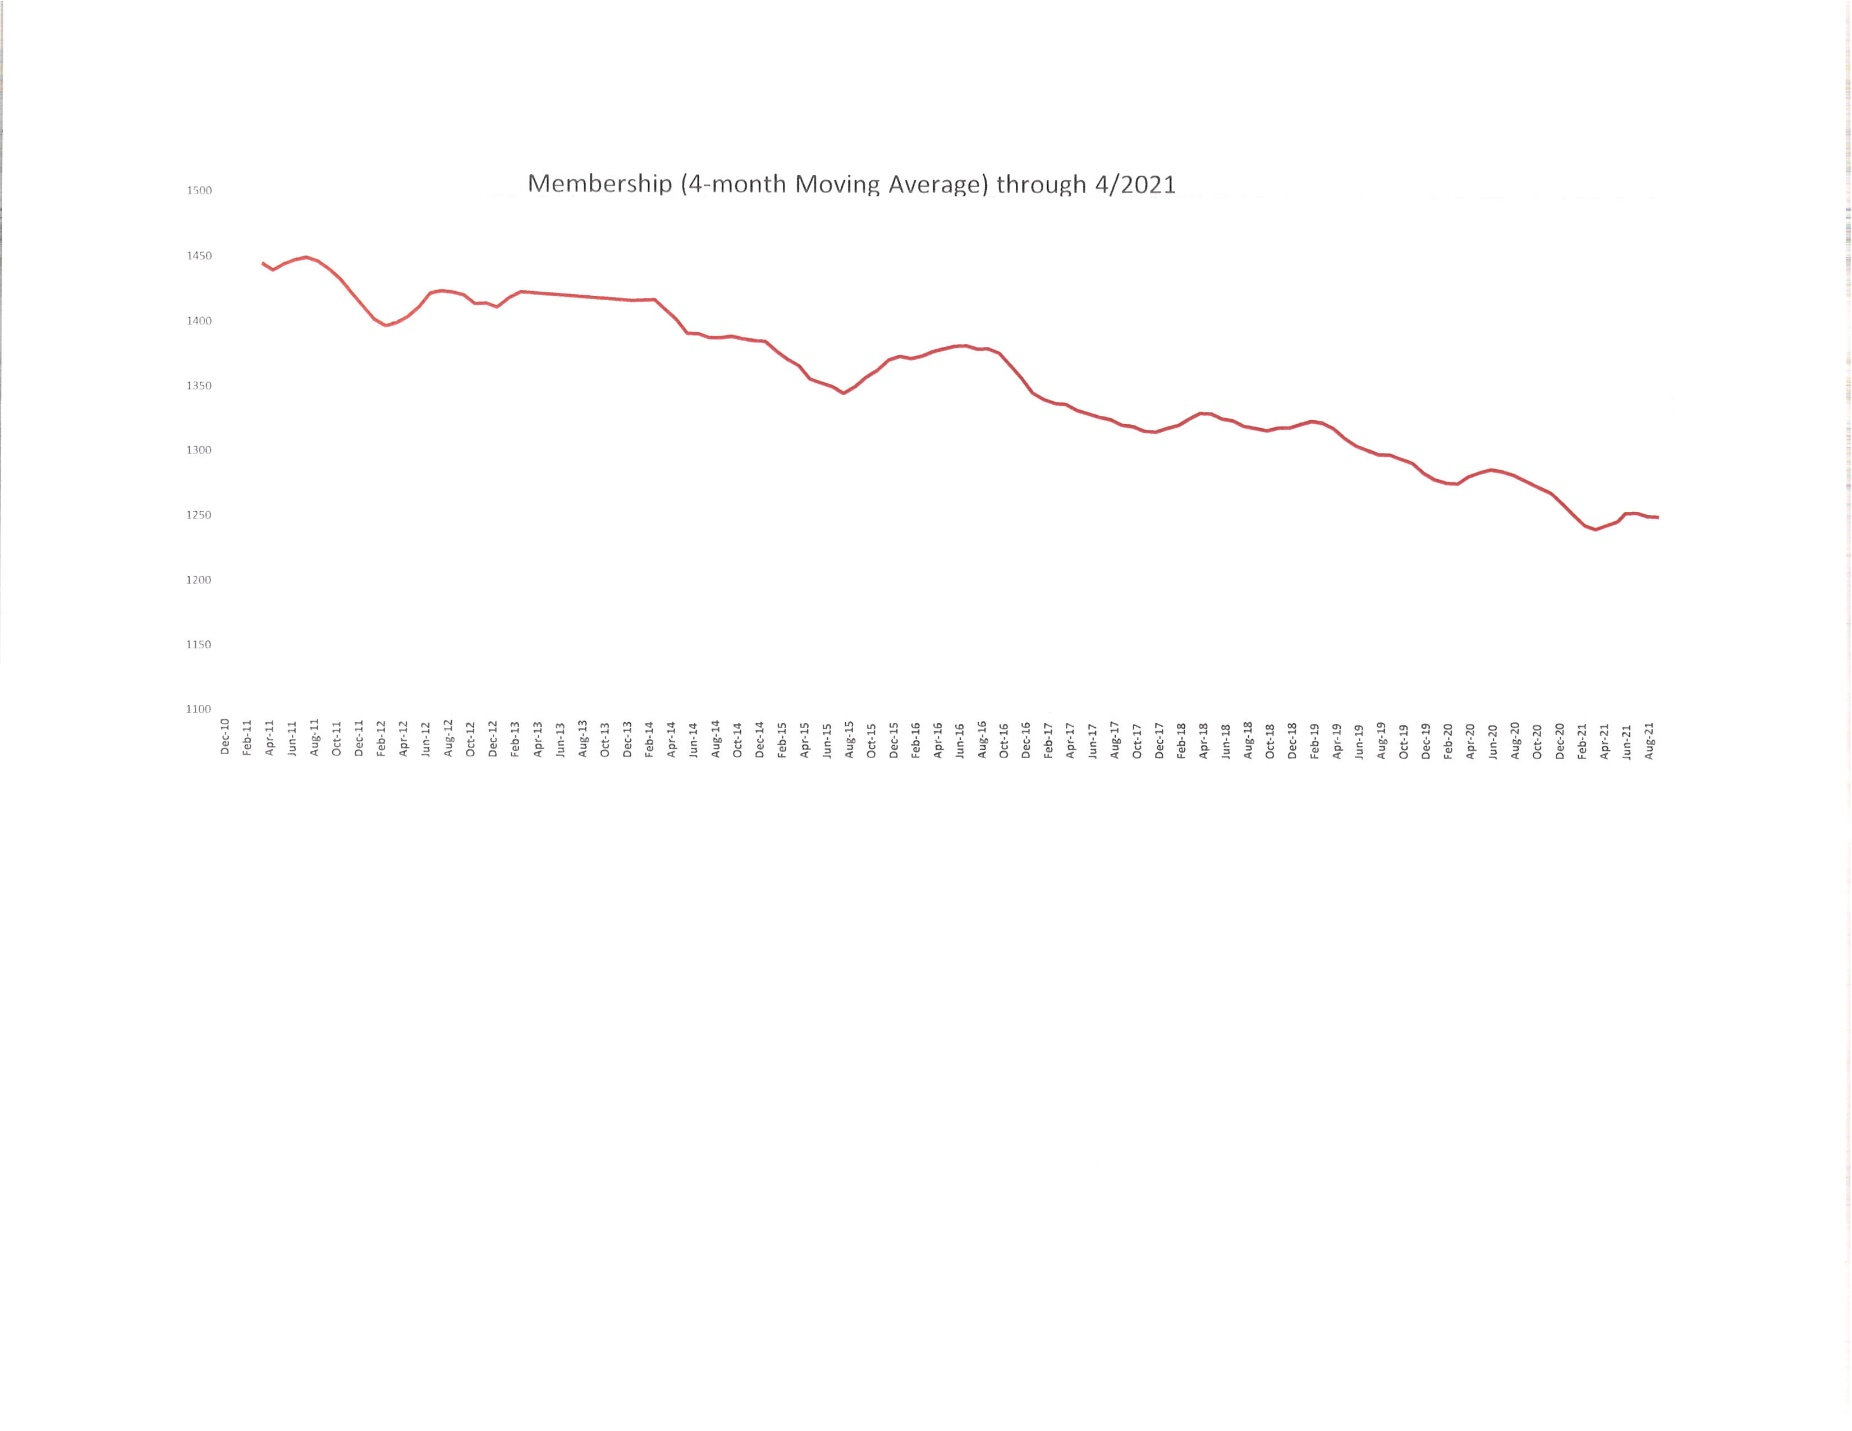 Membership (4-month Moving Average) through 4/2021
1500
1450
1400
1350
1300
1250
1200
1150
1100
Dec-10
Feb-11
Apr-11
Jun-11
Aug-11
Oct-11
Dec-11
Feb-12
Apr-12
Jun-12
Aug-12
Oct-12
Dec-12
Feb-13
Apr-13
Jun-13
Aug-13
Oct-13
Dec-13
Feb-14
Apr-14
Jun-14
Aug-14
Oct-14
Dec-14
Feb-15
Apr-15
Jun-15
Aug-15
Oct-15
Dec-15
Feb-16
Apr-16
Jun-16
Aug-16
Oct-16
Dec-16
Feb-17
Apr-17
Jun-17
Aug-17
Oct-17
Dec-17
Feb-18
Apr-18
Jun-18
Aug-18
Oct-18
Dec-18
Feb-19
Apr-19
Jun-19
Aug-19
Oct-19
Dec-19
Feb-20
Apr-20
Jun-20
Aug-20
Oct-20
Dec-20
Feb-21
Apr-21
Jun-21
Aug-21